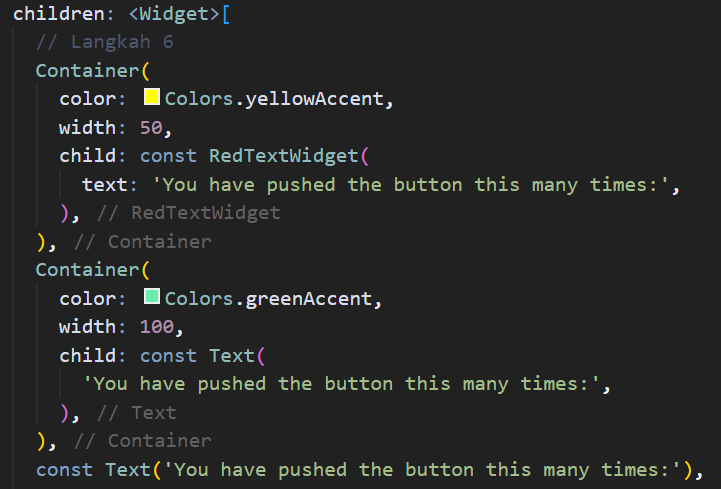 children: <Widget>[
  // Langkah 6
  Container(
    color: Colors.yellowAccent,
    width: 50,
    child: const RedTextWidget(
      text: 'You have pushed the button this many times:',
    ), // RedTextWidget
  ), // Container
  Container(
    color: Colors.greenAccent,
    width: 100,
    child: const Text(
      'You have pushed the button this many times:',
    ), // Text
  ), // Container
  const Text('You have pushed the button this many times:'),